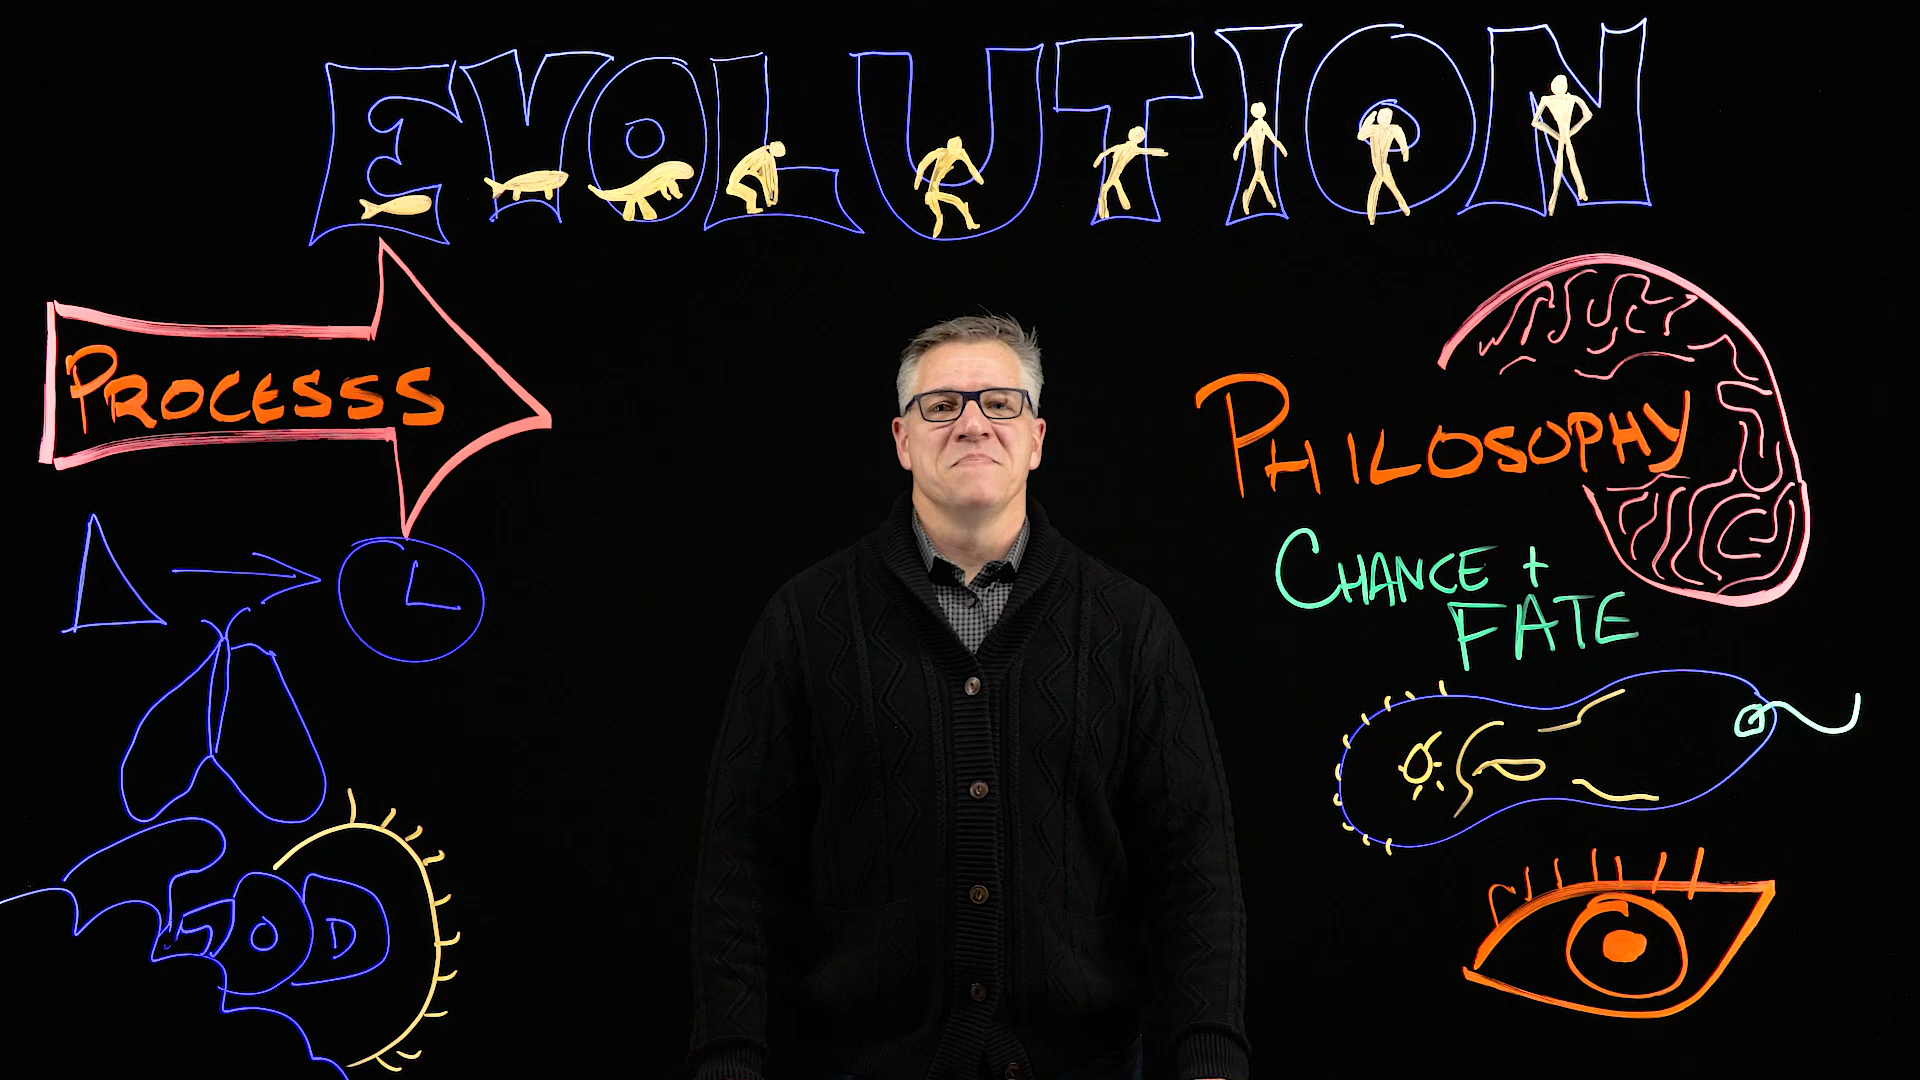 EVOLUTION
PROCESSS
PHILOSOPHY
CHANCE +
FATE
GOD